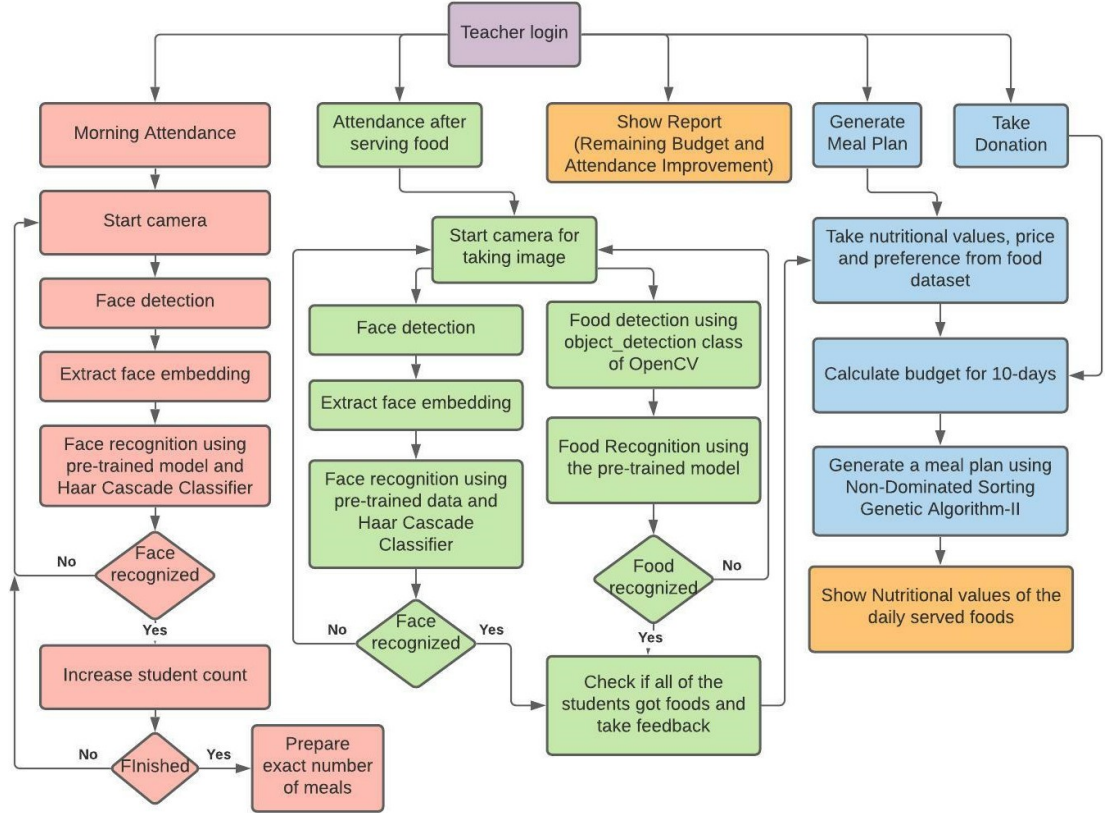 Teacher login
Morning Attendance
Start camera
Face detection
Extract face embedding
Face recognition using
pre-trained model and
Haar Cascade Classifier
Face
recognized
No
Yes
Increase student count
FInished
No
Yes
Prepare
exact number
of meals
Attendance after
serving food
Start camera for
taking image
Face detection
Extract face embedding
Face recognition using
pre-trained data and
Haar Cascade
Classifier
Face
recognized
No
Yes
Food detection using
object_detection class
of OpenCV
Food Recognition using
the pre-trained model
Food
recognized
No
Yes
Check if all of the
students got foods and
take feedback
Show Report
(Remaining Budget and
Attendance Improvement)
Generate
Meal Plan
Take
Donation
Take nutritional values, price
and preference from food
dataset
Calculate budget for 10-days
Generate a meal plan using
Non-Dominated Sorting
Genetic Algorithm-II
Show Nutritional values of the
daily served foods